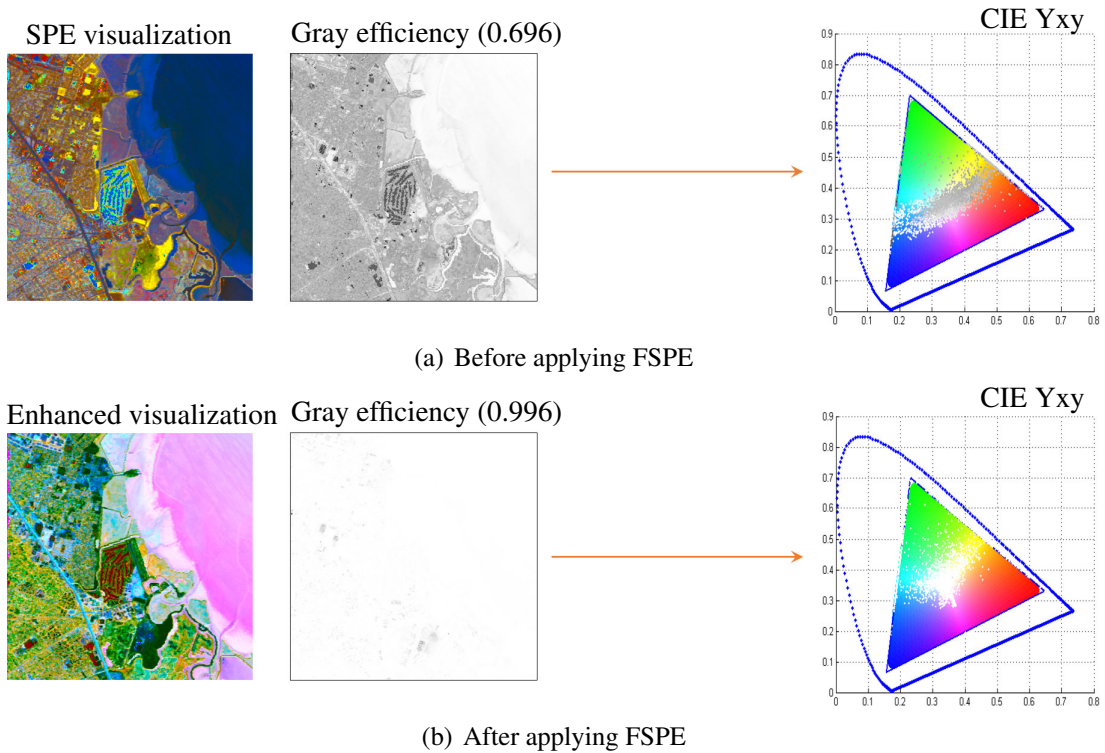 SPE visualization
Gray efficiency (0.696)
CIE Yxy
0.9
0.8
0.7
0.6
0.5
0.4
0.3
0.2
0.1
0
0 0.1 0.2 0.3 0.4 0.5 0.6 0.7 0.8
(a) Before applying FSPE
Enhanced visualization
Gray efficiency (0.996)
CIE Yxy
0.9
0.8
0.7
0.6
0.5
0.4
0.3
0.2
0.1
0
0 0.1 0.2 0.3 0.4 0.5 0.6 0.7 0.8
(b) After applying FSPE